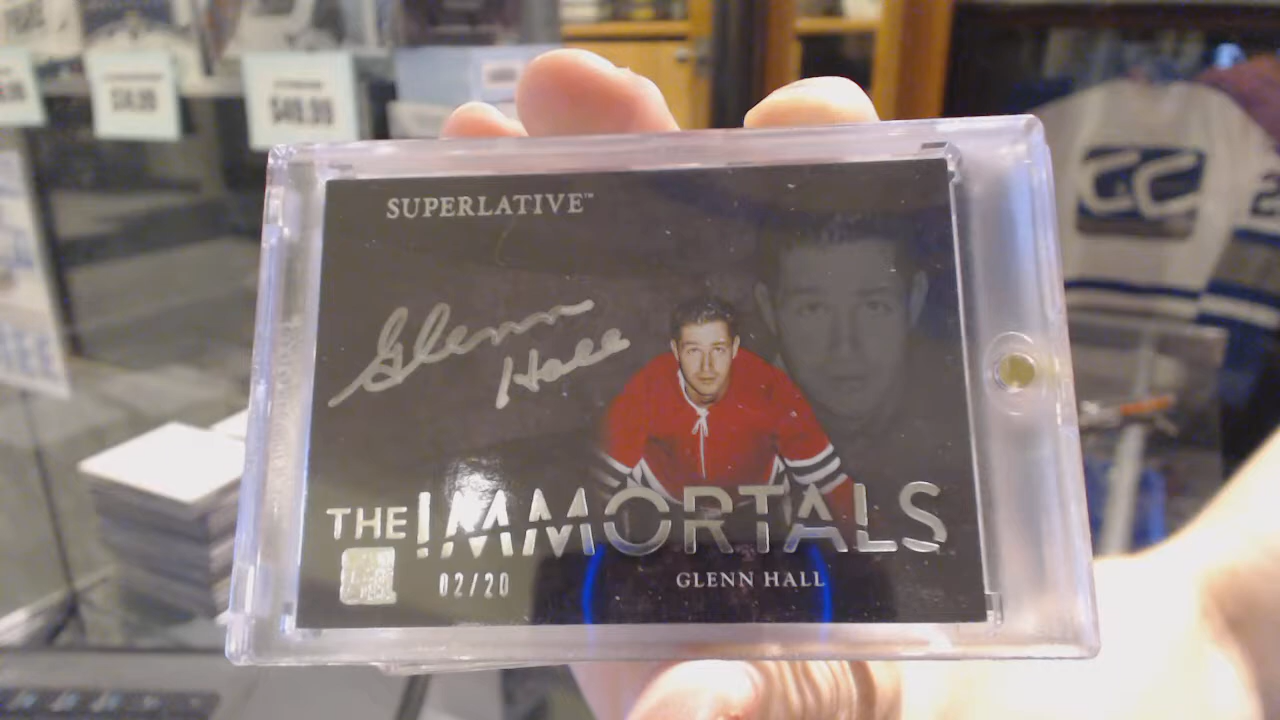 $49.99
SUPERLATIVE™
Glenn
Hall
THE IMMORTALS
02/20
GLENN HALL